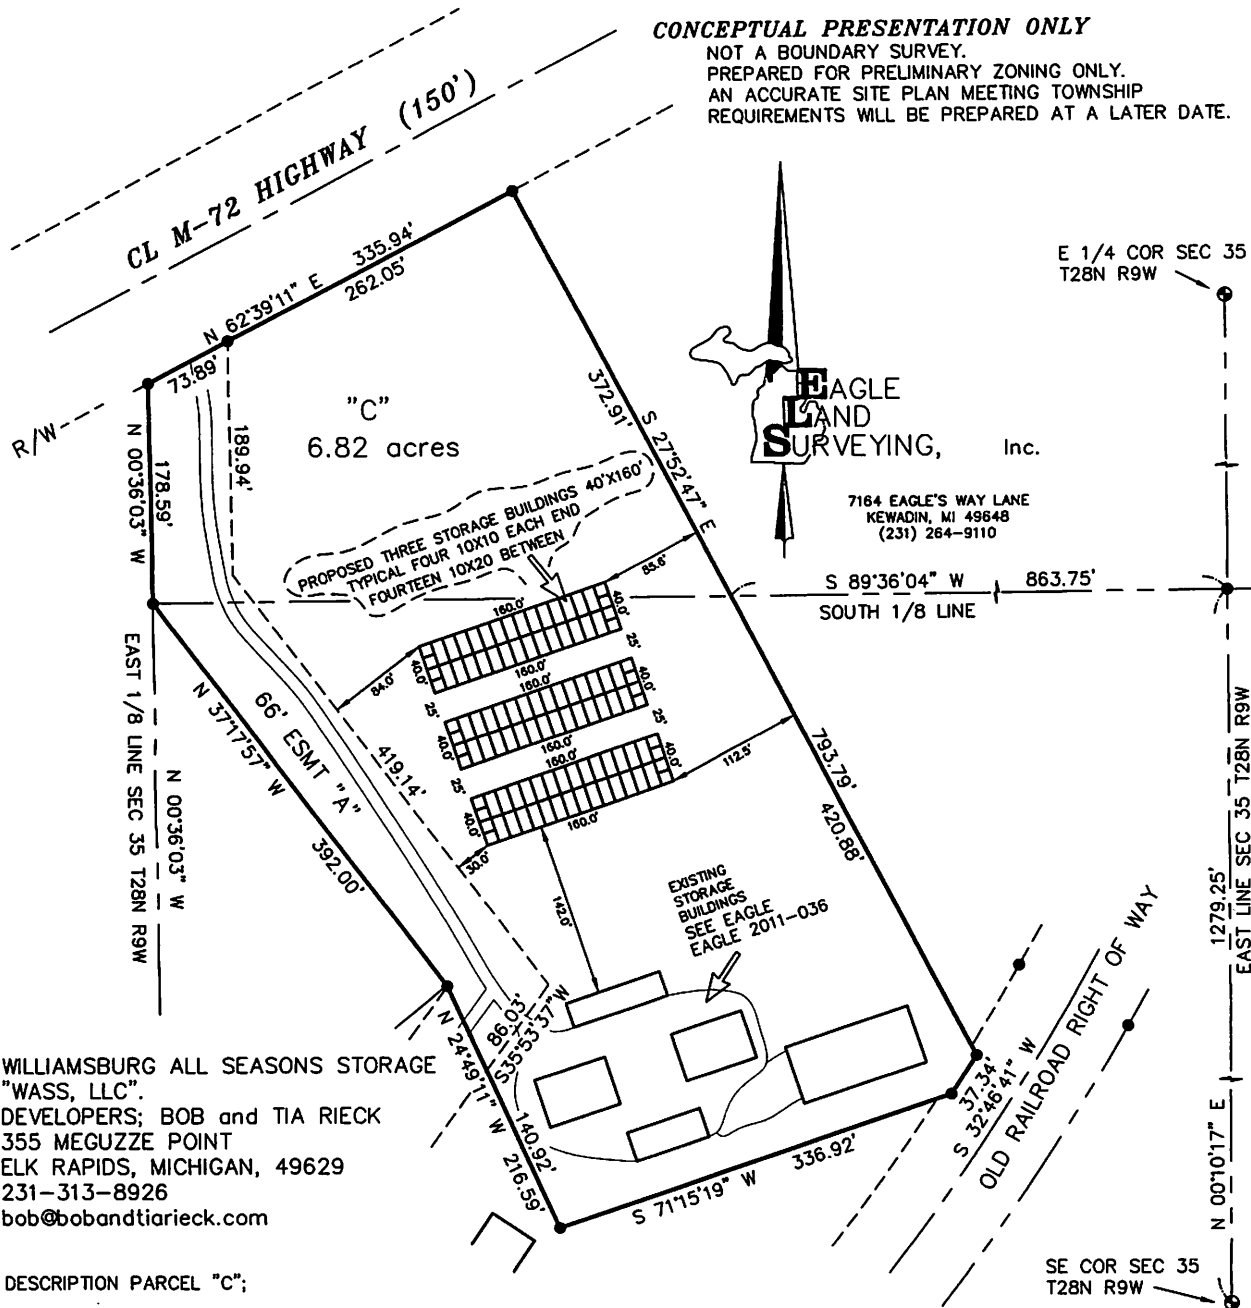 CONCEPTUAL PRESENTATION ONLY
NOT A BOUNDARY SURVEY.
PREPARED FOR PRELIMINARY ZONING ONLY.
AN ACCURATE SITE PLAN MEETING TOWNSHIP
REQUIREMENTS WILL BE PREPARED AT A LATER DATE.
CL M-72 HIGHWAY (150')
E 1/4 COR SEC 35
T28N R9W
N 62°39'11" E 335.94'
262.05'
73.89'
R/W
"C"
6.82 acres
N 00°36'03" W
178.59'
189.94'
372.91'
S 27°52'47" E
EAGLE
LAND
SURVEYING, Inc.
7164 EAGLE'S WAY LANE
KEWADIN, MI 49648
(231) 264-9110
PROPOSED THREE STORAGE BUILDINGS 40'X160'
TYPICAL FOUR 10X10 EACH END
FOURTEEN 10X20 BETWEEN
85.6'
S 89°36'04" W 863.75'
SOUTH 1/8 LINE
160.0'
40.0'
40.0'
160.0'
25'
25'
84.0'
160.0'
40.0'
40.0'
160.0'
25'
25'
160.0'
40.0'
40.0'
160.0'
112.5'
30.0'
142.0'
EAST 1/8 LINE SEC 35 T28N R9W
N 00°36'03" W
N 37°17'57" W
392.00'
66' ESMT "A"
419.14'
793.79'
420.88'
EXISTING
STORAGE
BUILDINGS
SEE EAGLE
EAGLE 2011-036
1279.25'
EAST LINE SEC 35 T28N R9W
N 00°10'17" E
86.03'
S35°53'37"W
N 24°49'11" W
140.92'
216.59'
S 71°15'19" W
336.92'
37.34'
S 32°46'41" W
OLD RAILROAD RIGHT OF WAY
WILLIAMSBURG ALL SEASONS STORAGE
"WASS, LLC".
DEVELOPERS; BOB and TIA RIECK
355 MEGUZZE POINT
ELK RAPIDS, MICHIGAN, 49629
231-313-8926
bob@bobandtiarieck.com
SE COR SEC 35
T28N R9W
DESCRIPTION PARCEL "C";